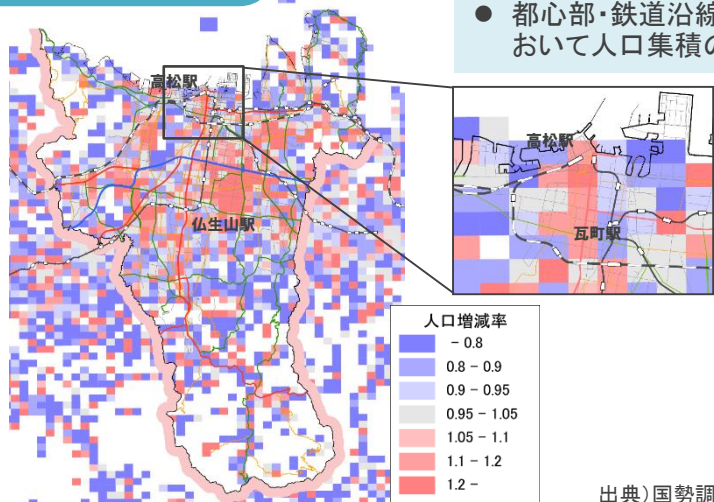 ● 都心部・鉄道沿線
おいて人口集積の
高松駅
仏生山駅
高松駅
瓦町駅
人口増減率
- 0.8
0.8 - 0.9
0.9 - 0.95
0.95 - 1.05
1.05 - 1.1
1.1 - 1.2
1.2 -
出典)国勢調